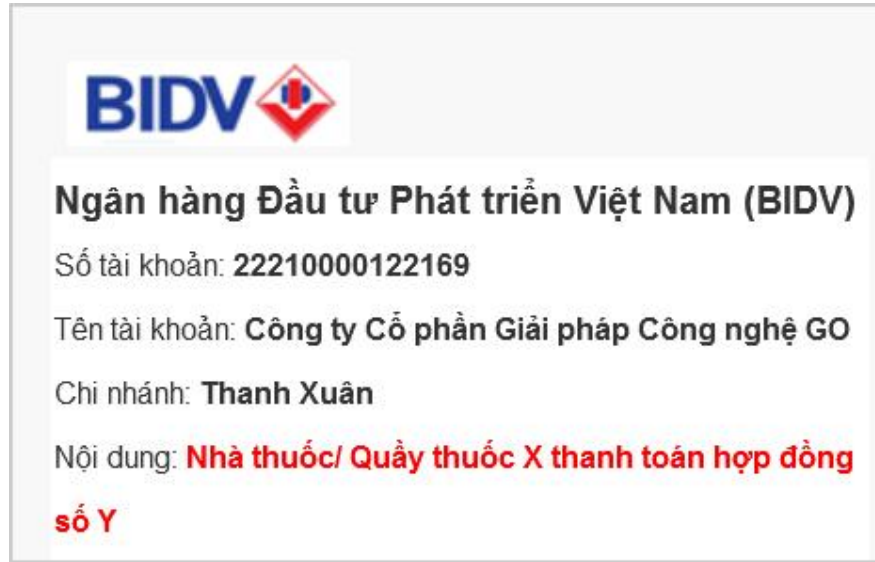 BIDV
Ngân hàng Đầu tư Phát triển Việt Nam (BIDV)
Số tài khoản: 22210000122169
Tên tài khoản: Công ty Cổ phần Giải pháp Công nghệ GO
Chi nhánh: Thanh Xuân
Nội dung: Nhà thuốc/ Quầy thuốc X thanh toán hợp đồng
số Y